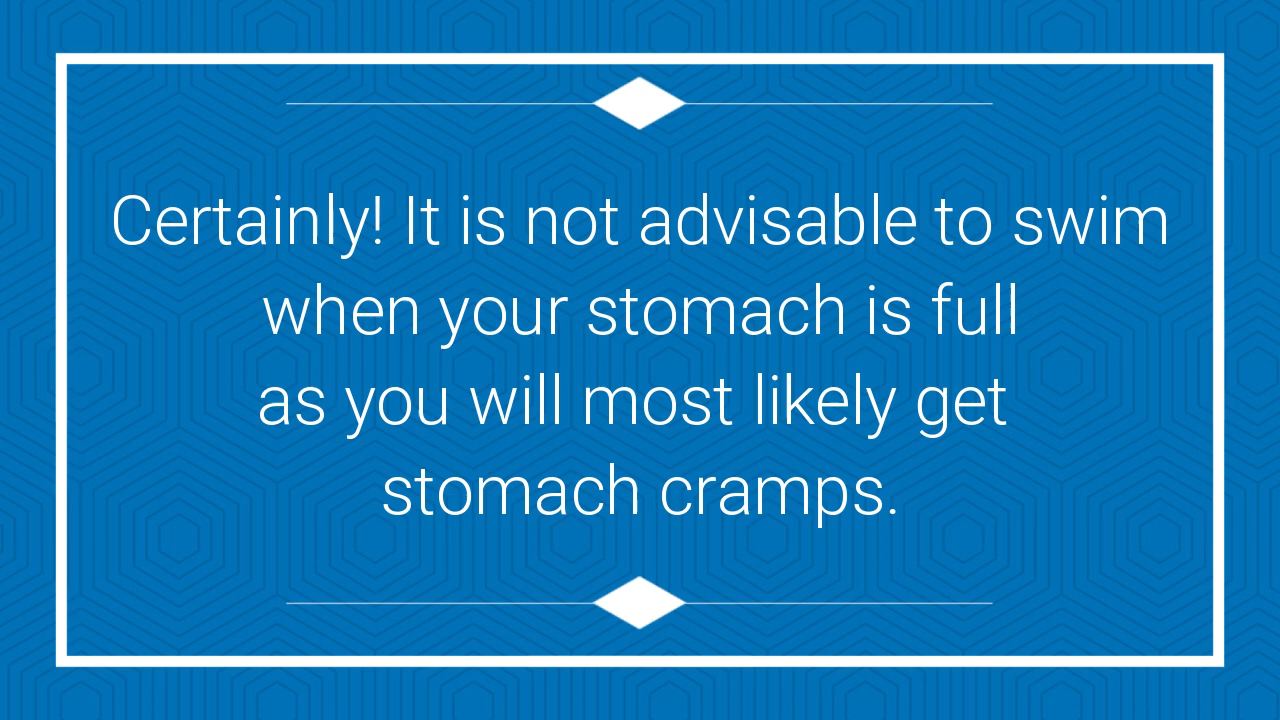 Certainly! It is not advisable to swim
when your stomach is full
as you will most likely get
stomach cramps.